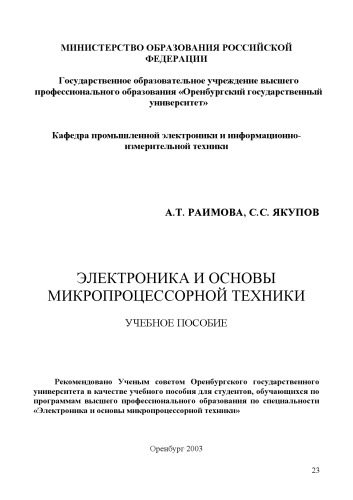 МИНИСТЕРСТВО ОБРАЗОВАНИЯ РОССИЙСКОЙ
ФЕДЕРАЦИИ
Государственное образовательное учреждение высшего
профессионального образования «Оренбургский государственный
университет»
Кафедра промышленной электроники и информационно-
измерительной техники
А.Т. РАИМОВА, С.С. ЯКУПОВ
ЭЛЕКТРОНИКА И ОСНОВЫ
МИКРОПРОЦЕССОРНОЙ ТЕХНИКИ
УЧЕБНОЕ ПОСОБИЕ
Рекомендовано Ученым советом Оренбургского государственного
университета в качестве учебного пособия для студентов, обучающихся по
программам высшего профессионального образования по специальности
«Электроника и основы микропроцессорной техники»
Оренбург 2003
23